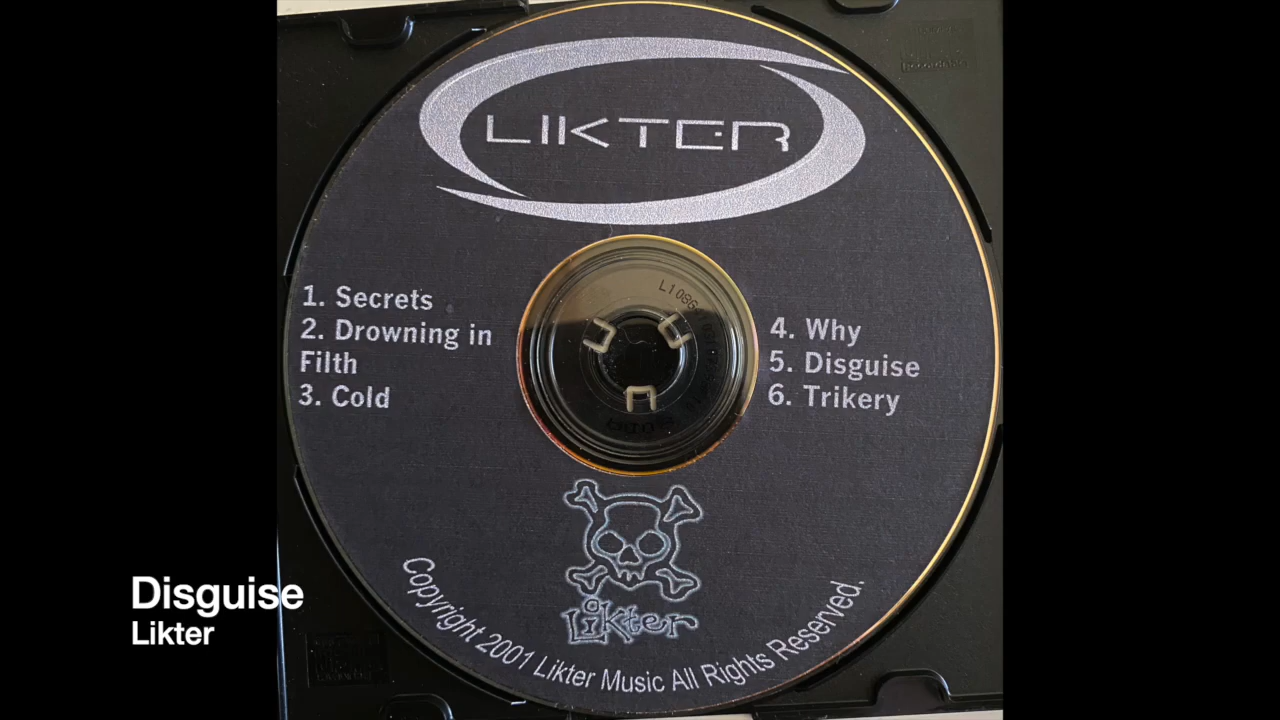 LIKTER
1. Secrets
2. Drowning in
Filth
3. Cold
4. Why
5. Disguise
6. Trikery
Likter
Copyright 2001 Likter Music All Rights Reserved.
Disguise
Likter